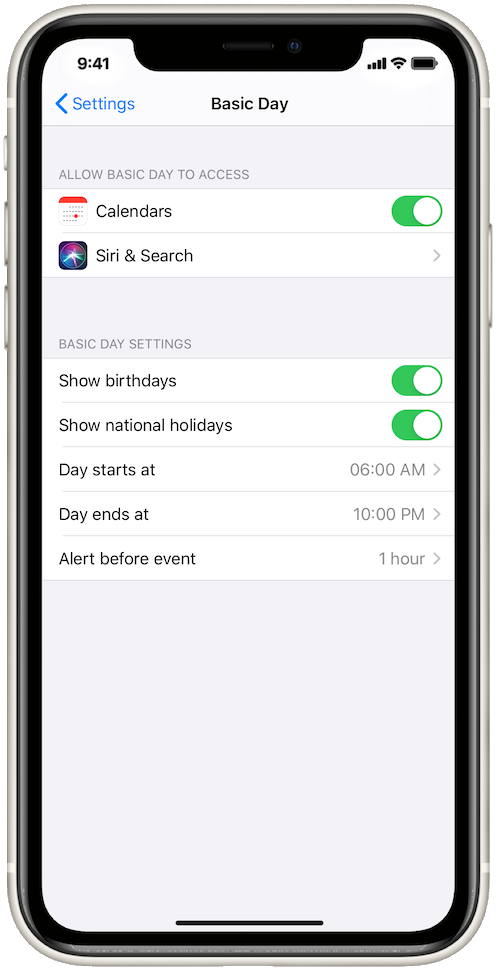 9:41
Settings Basic Day
ALLOW BASIC DAY TO ACCESS
Calendars
Siri & Search
BASIC DAY SETTINGS
Show birthdays
Show national holidays
Day starts at 06:00 AM
Day ends at 10:00 PM
Alert before event 1 hour